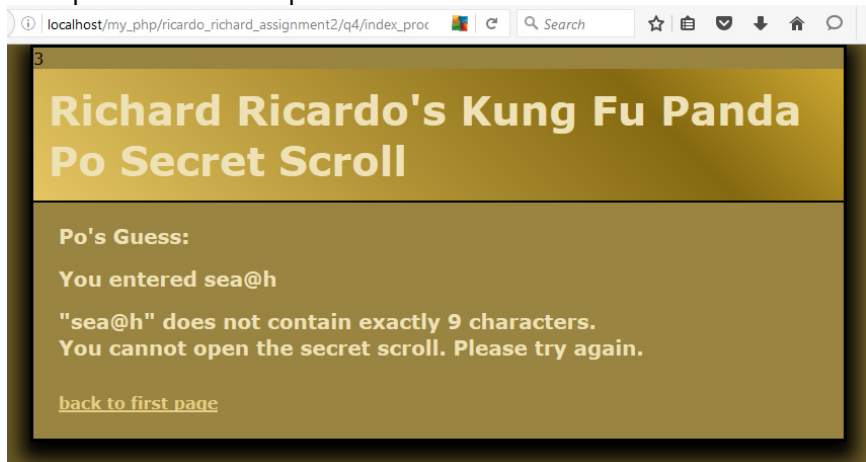 localhost/my_php/ricardo_richard_assignment2/q4/index_proc
Search
3
Richard Ricardo's Kung Fu Panda
Po Secret Scroll
Po's Guess:
You entered sea@h
"sea@h" does not contain exactly 9 characters.
You cannot open the secret scroll. Please try again.
back to first page